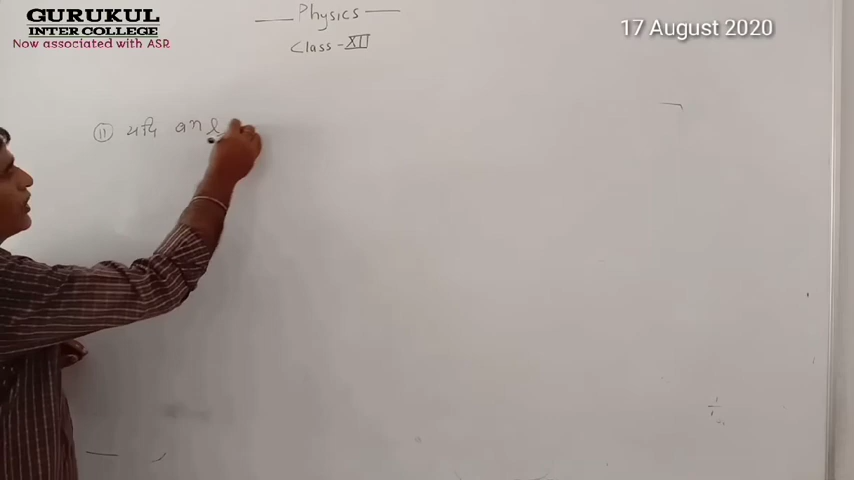 GURUKUL
INTER COLLEGE
Now associated with ASR
Physics
17 August 2020
Class - XII
(11) यदि